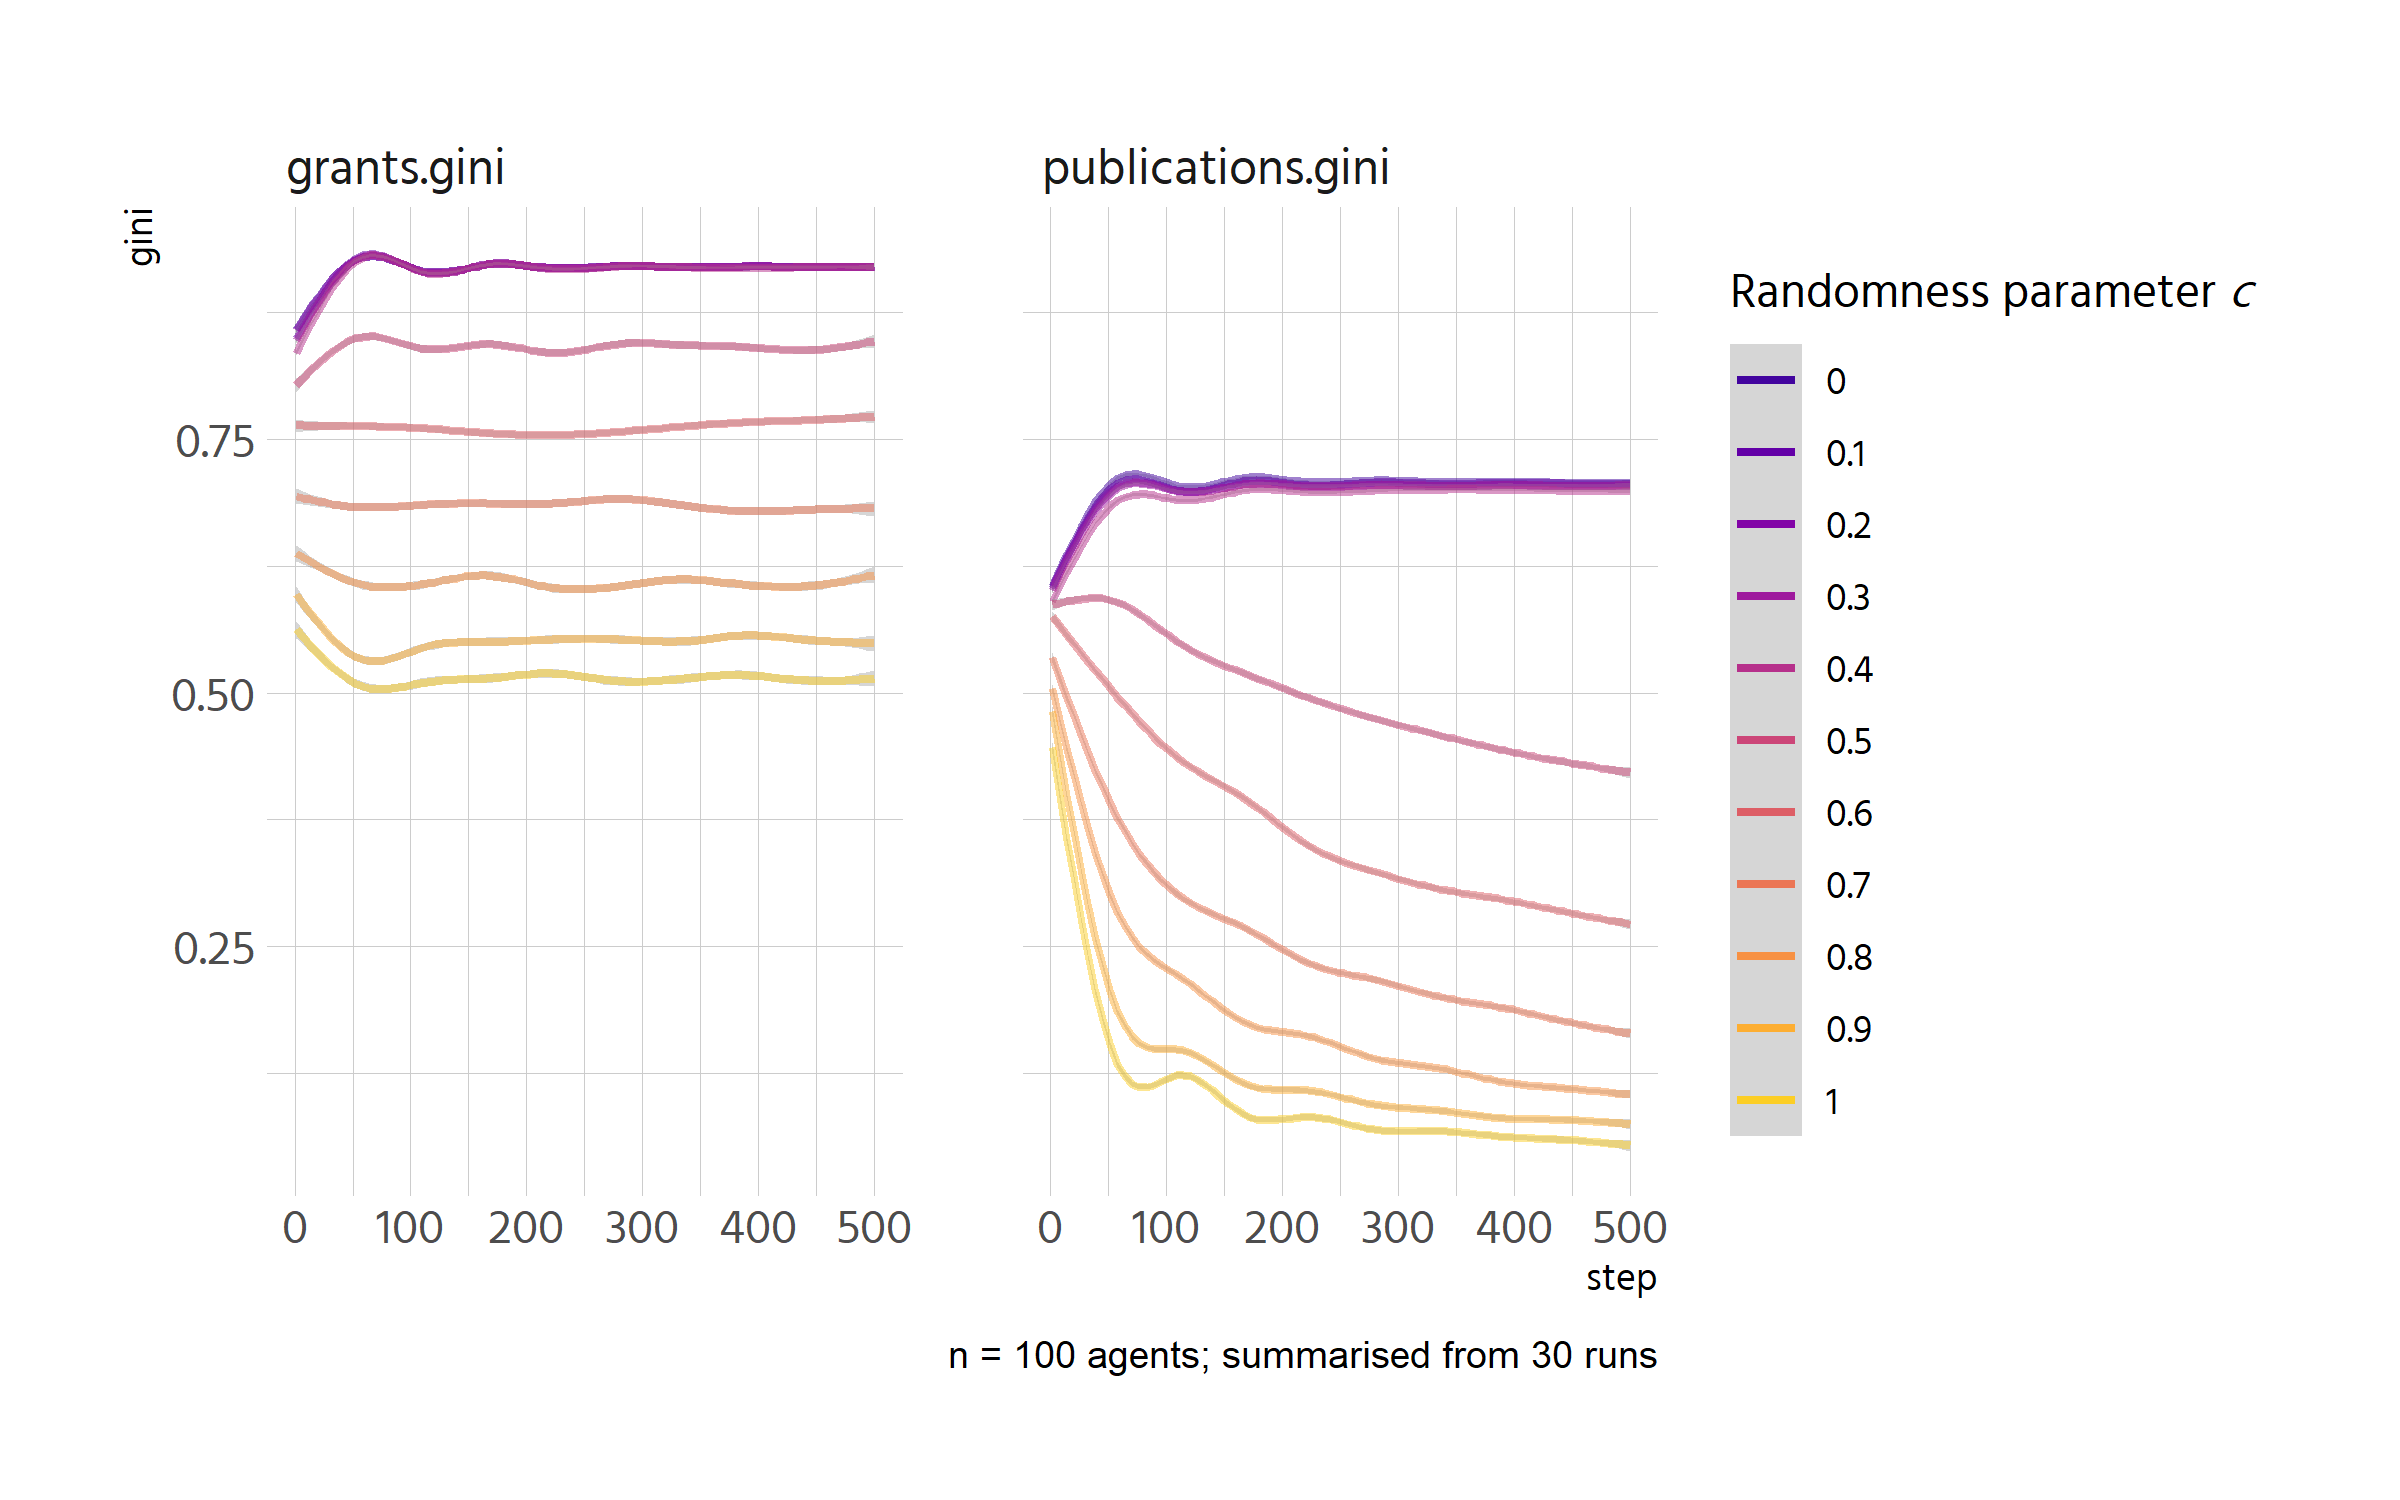 grants.gini
publications.gini
gini
0.75
0.50
0.25
0 100 200 300 400 500
0 100 200 300 400 500
step
Randomness parameter c
0
0.1
0.2
0.3
0.4
0.5
0.6
0.7
0.8
0.9
1
n = 100 agents; summarised from 30 runs